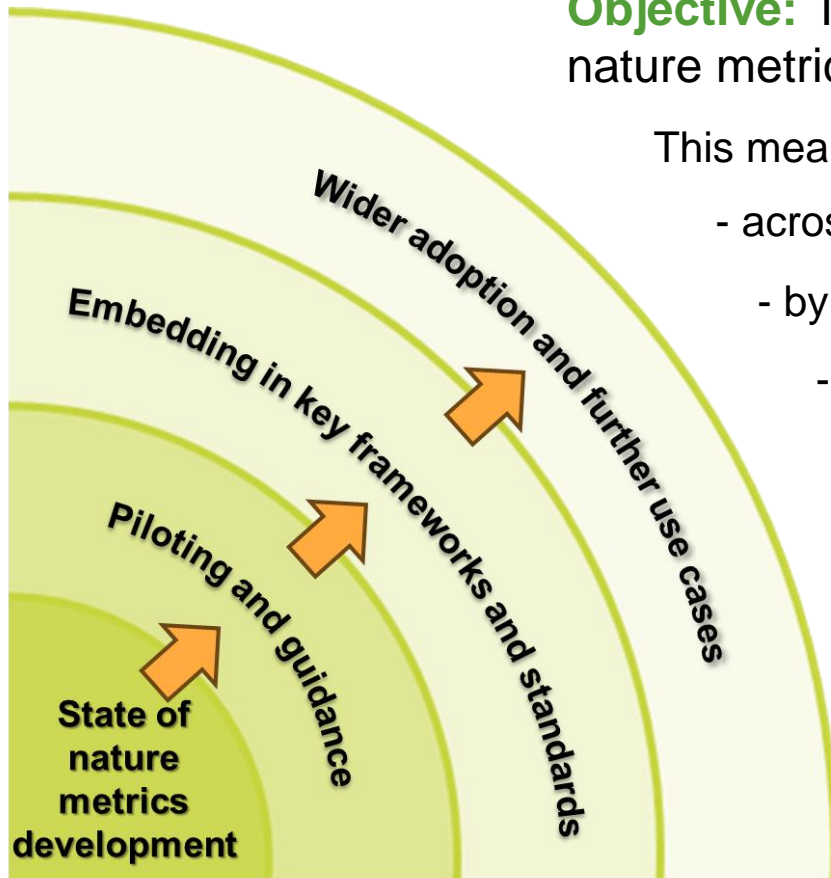 Objective:
nature metric
This mea
- acros
- by
-
Wider adoption and further use cases
Embedding in key frameworks and standards
Piloting and guidance
State of
nature
metrics
development